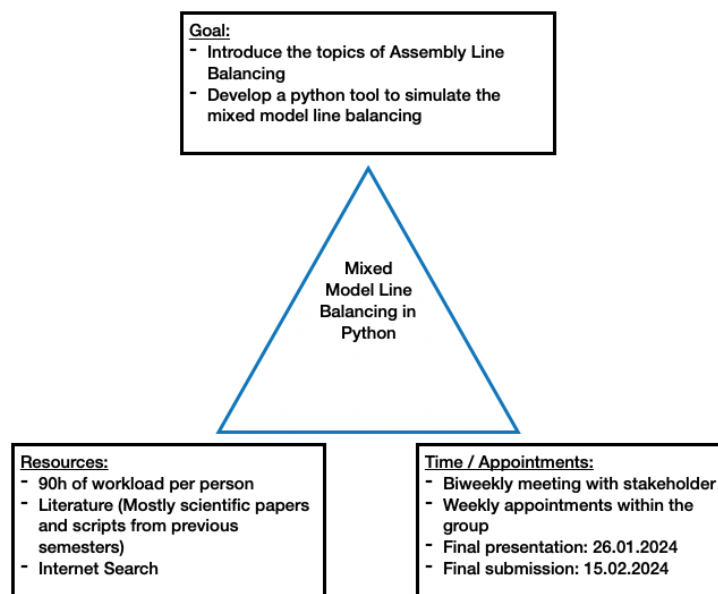 Goal:
- Introduce the topics of Assembly Line
Balancing
- Develop a python tool to simulate the
mixed model line balancing
Mixed
Model Line
Balancing in
Python
Resources:
- 90h of workload per person
- Literature (Mostly scientific papers
and scripts from previous
semesters)
- Internet Search
Time / Appointments:
- Biweekly meeting with stakeholder
- Weekly appointments within the
group
- Final presentation: 26.01.2024
- Final submission: 15.02.2024